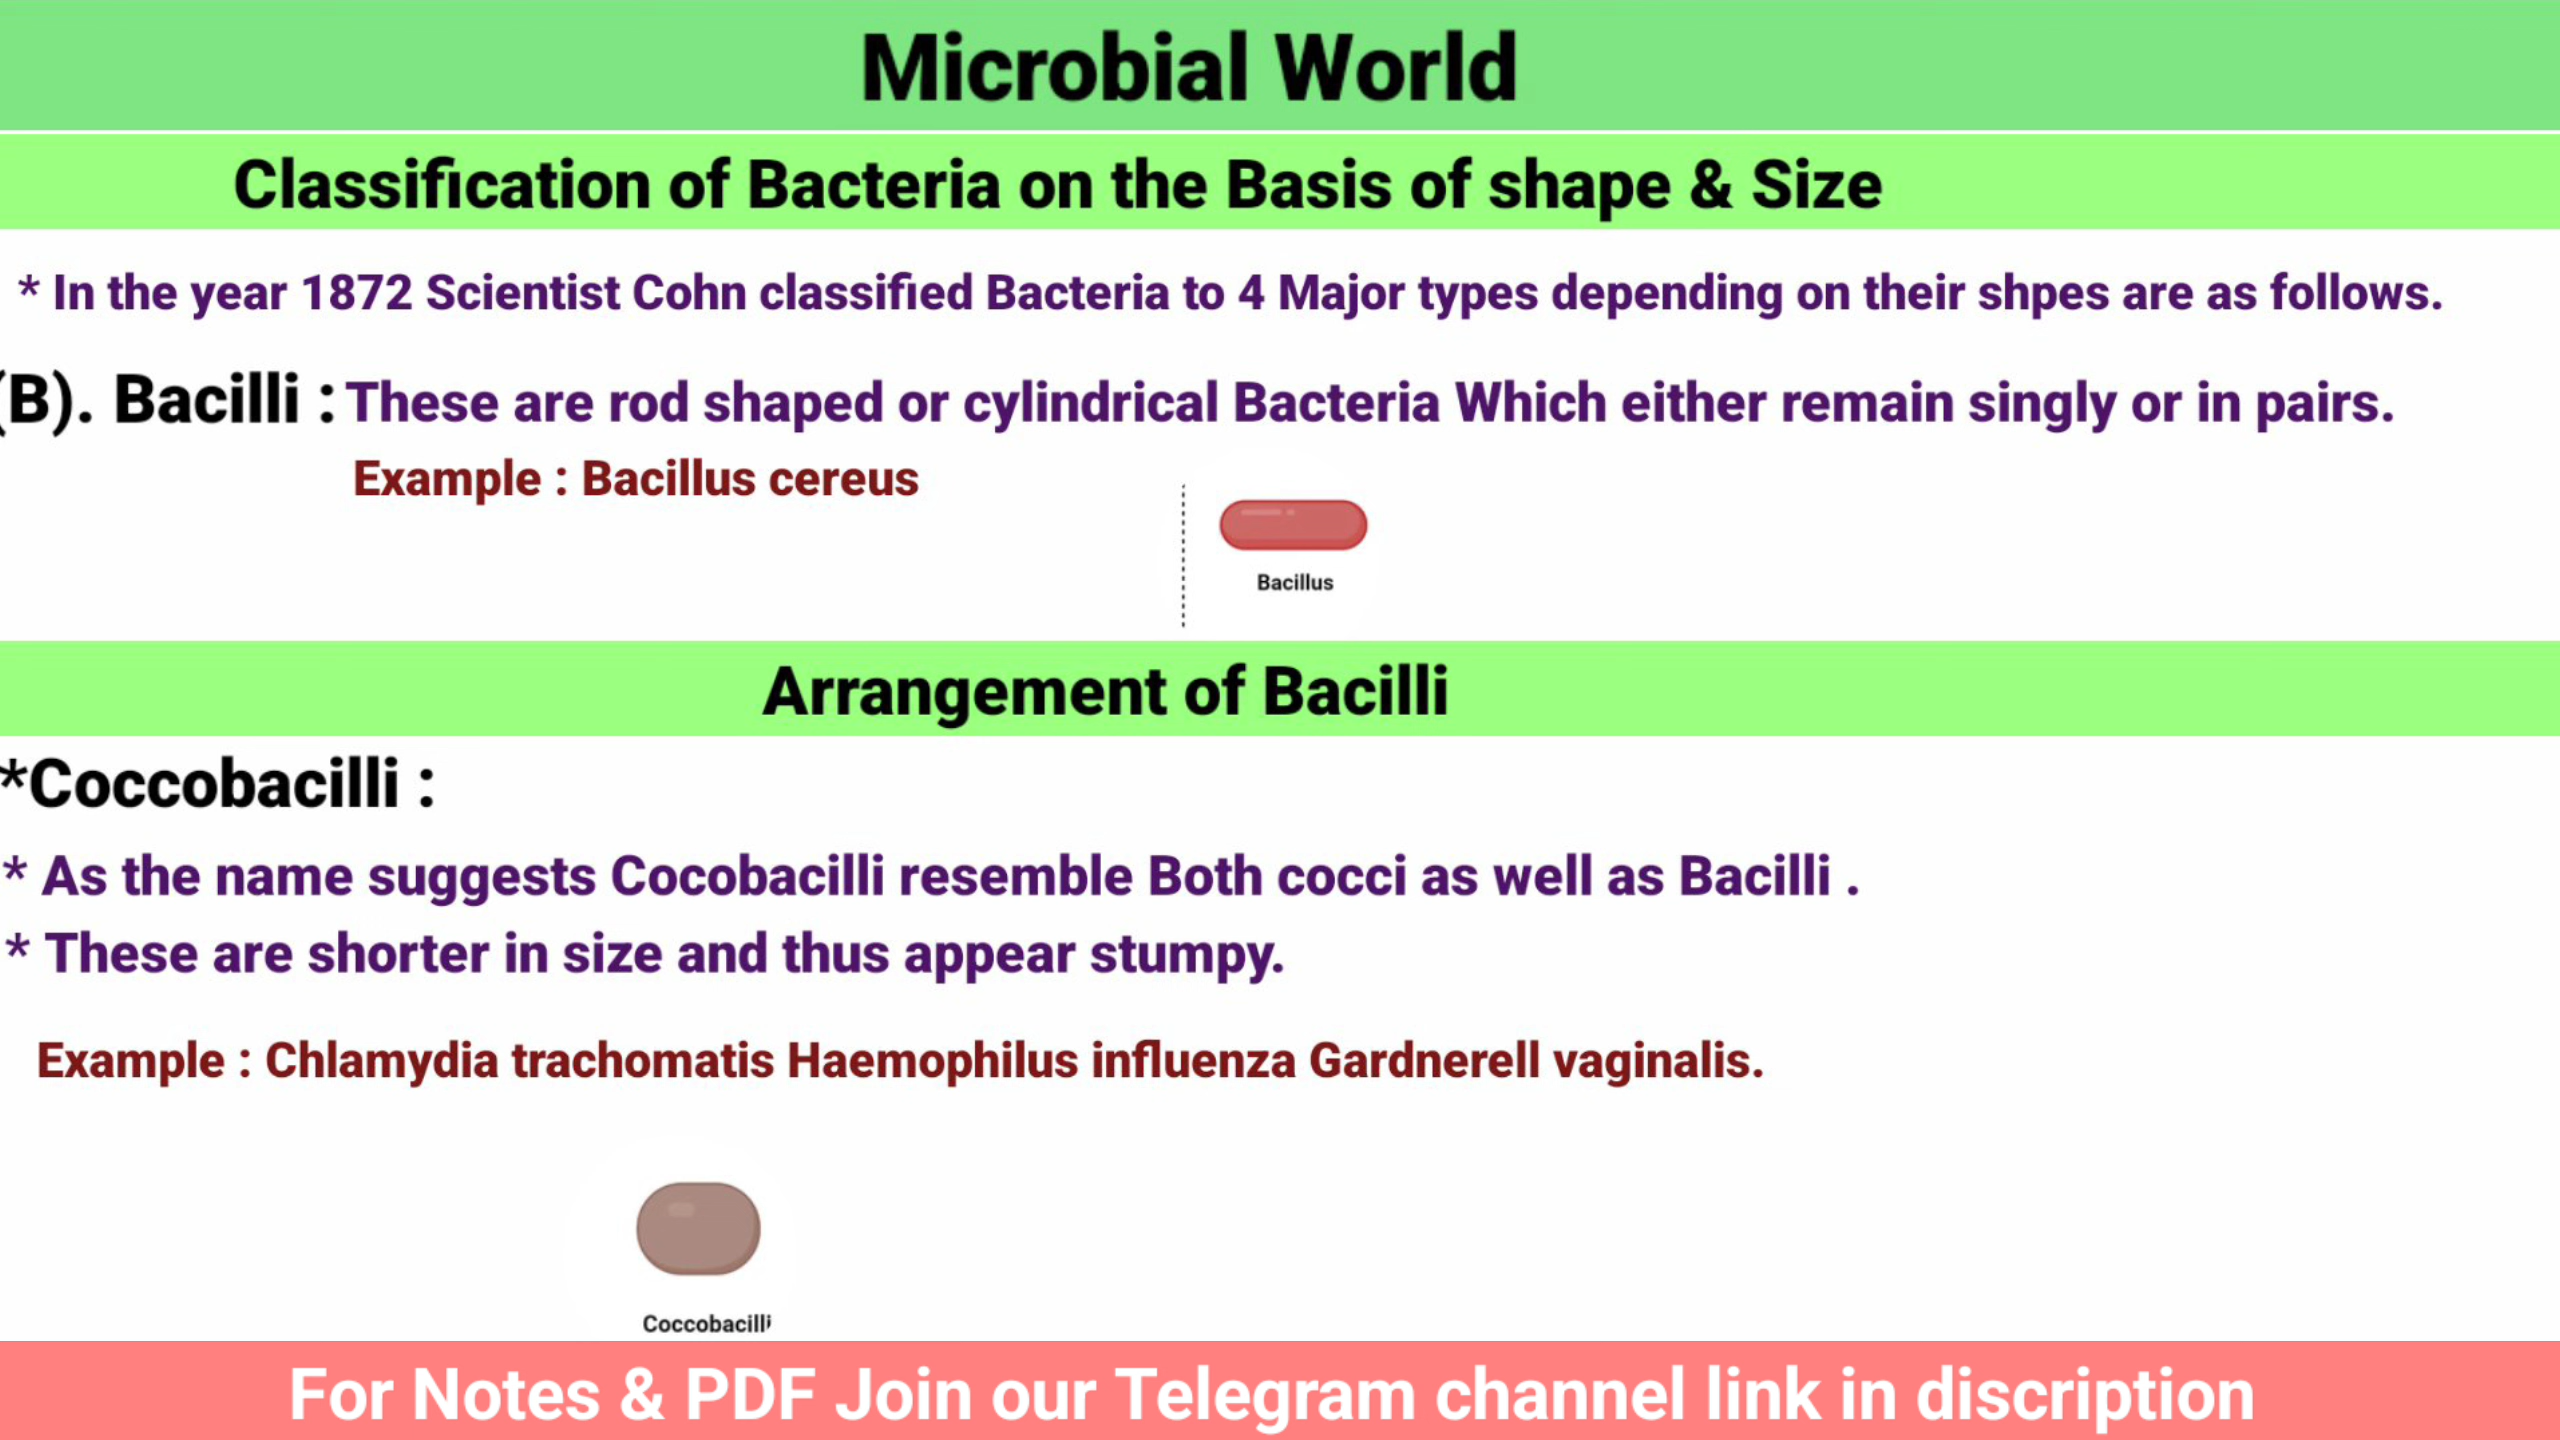 Microbial World
Classification of Bacteria on the Basis of shape & Size
* In the year 1872 Scientist Cohn classified Bacteria to 4 Major types depending on their shpes are as follows.
(B). Bacilli : These are rod shaped or cylindrical Bacteria Which either remain singly or in pairs.
Example : Bacillus cereus
Bacillus
Arrangement of Bacilli
*Coccobacilli :
* As the name suggests Cocobacilli resemble Both cocci as well as Bacilli .
* These are shorter in size and thus appear stumpy.
Example : Chlamydia trachomatis Haemophilus influenza Gardnerell vaginalis.
Coccobacilli
For Notes & PDF Join our Telegram channel link in discription